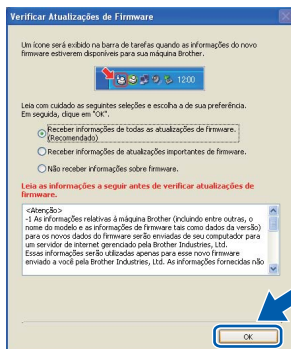 Verificar Atualizações de Firmware
Um ícone será exibido na barra de tarefas quando as informações do novo
firmware estiverem disponíveis para sua máquina Brother.
1200
Leia com cuidado as seguintes seleções e escolha a de sua preferência.
Em seguida, clique em "OK".
Receber informações de todas as atualizações de firmware.
(Recomendado)
Receber informações de atualizações importantes de firmware.
Não receber informações sobre firmware.
Leia as informações a seguir antes de verificar atualizações de
firmware.
<Atenção>
-1 As informações relativas à máquina Brother (incluindo entre outras, o
nome do modelo e as informações de firmware tais como dados da versão)
para os novos dados do firmware serão enviadas de seu computador para
um servidor de internet gerenciado pela Brother Industries, Ltd.
Essas informações serão utilizadas apenas para esse novo firmware
enviado a você pela Brother Industries, Ltd. As informações fornecidas não
OK